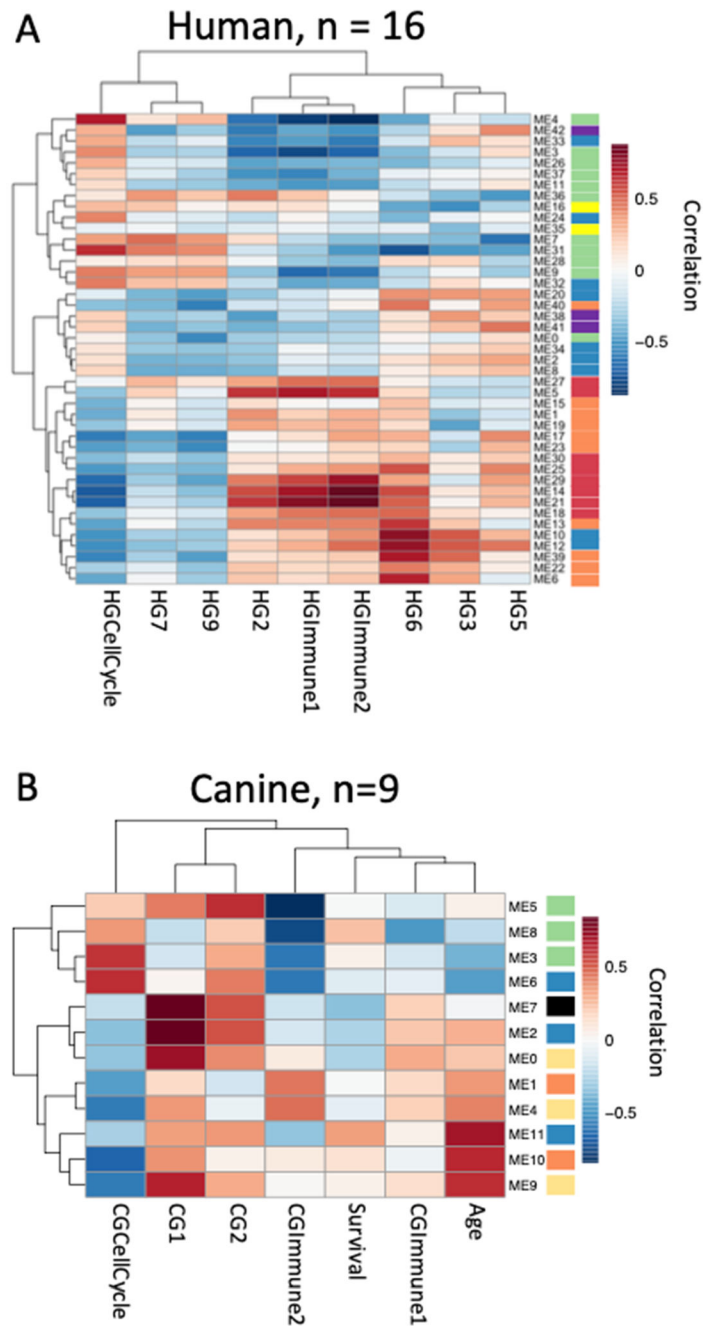 A
Human, n = 16
ME4
ME42
ME33
ME3
ME26
ME37
ME11
ME36
ME16
ME24
ME35
ME7
ME31
ME28
ME9
ME32
ME20
ME40
ME38
ME41
ME0
ME34
ME2
ME8
ME27
ME5
ME15
ME1
ME19
ME17
ME23
ME30
ME25
ME29
ME14
ME21
ME18
ME13
ME10
ME12
ME39
ME22
ME6
0.5
0
−0.5
Correlation
HGCellCycle
HG7
HG9
HG2
HGImmune1
HGImmune2
HG6
HG3
HG5
B
Canine, n=9
ME5
ME8
ME3
ME6
ME7
ME2
ME0
ME1
ME4
ME11
ME10
ME9
0.5
0
−0.5
Correlation
CGCellCycle
CG1
CG2
CGImmune2
Survival
CGImmune1
Age